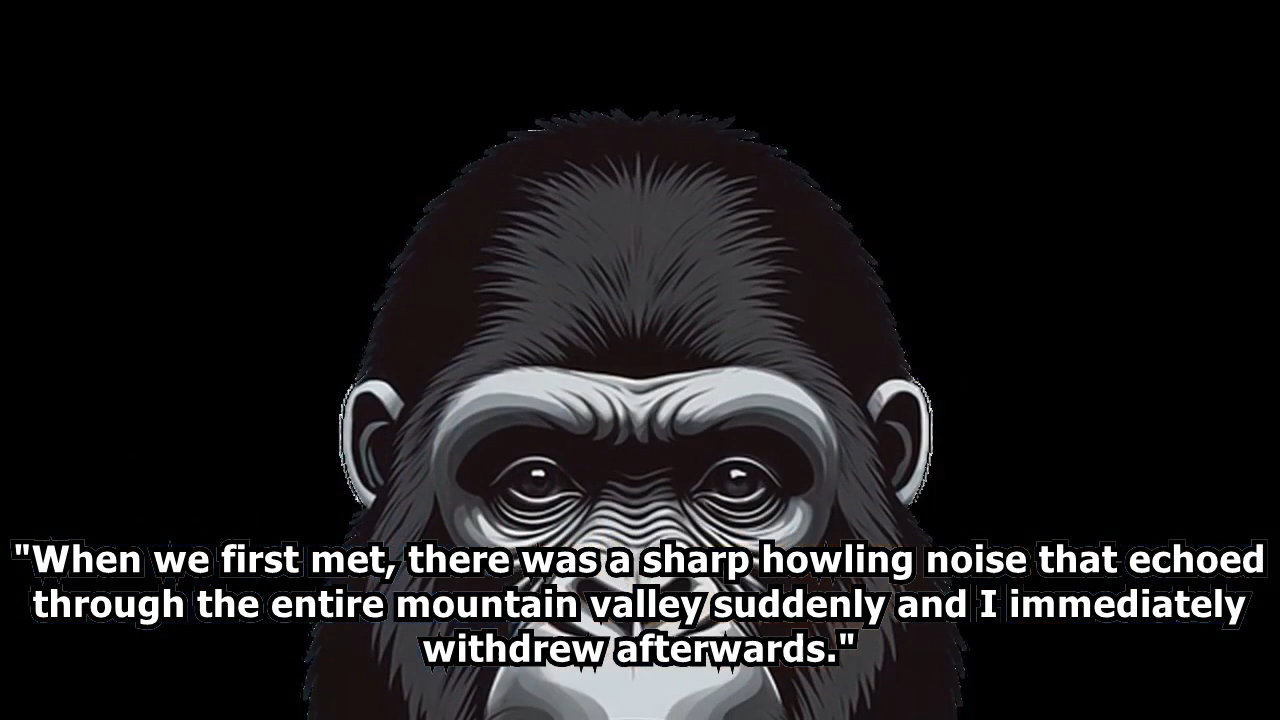 "When we first met, there was a sharp howling noise that echoed
through the entire mountain valley suddenly and I immediately
withdrew afterwards."